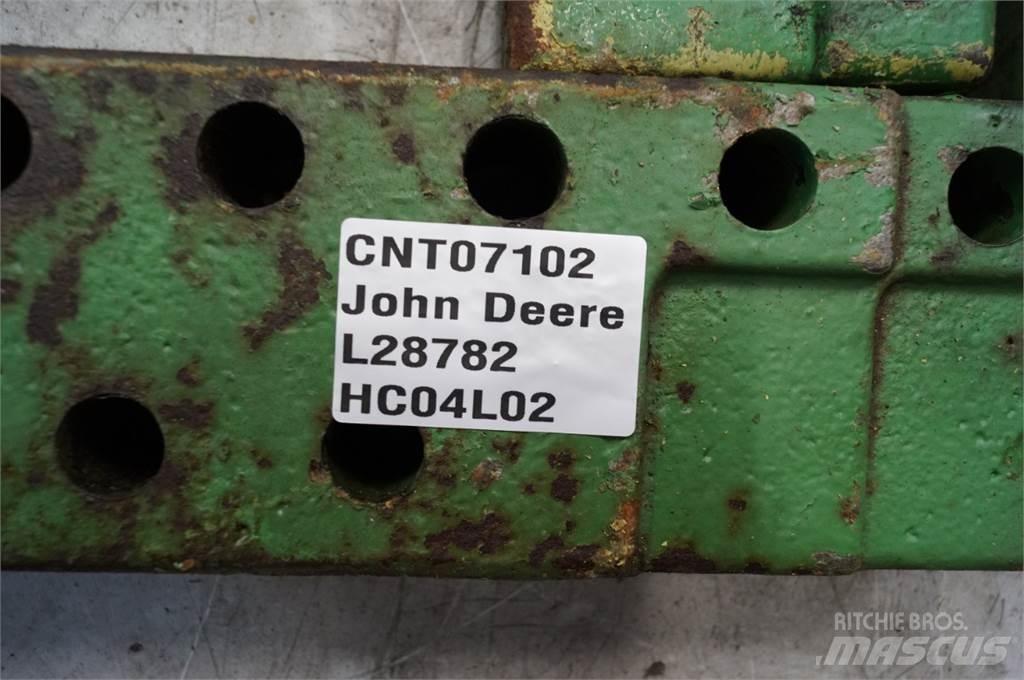 CNT07102
John Deere
L28782
HC04L02
RITCHIE BROS.
MASCUS